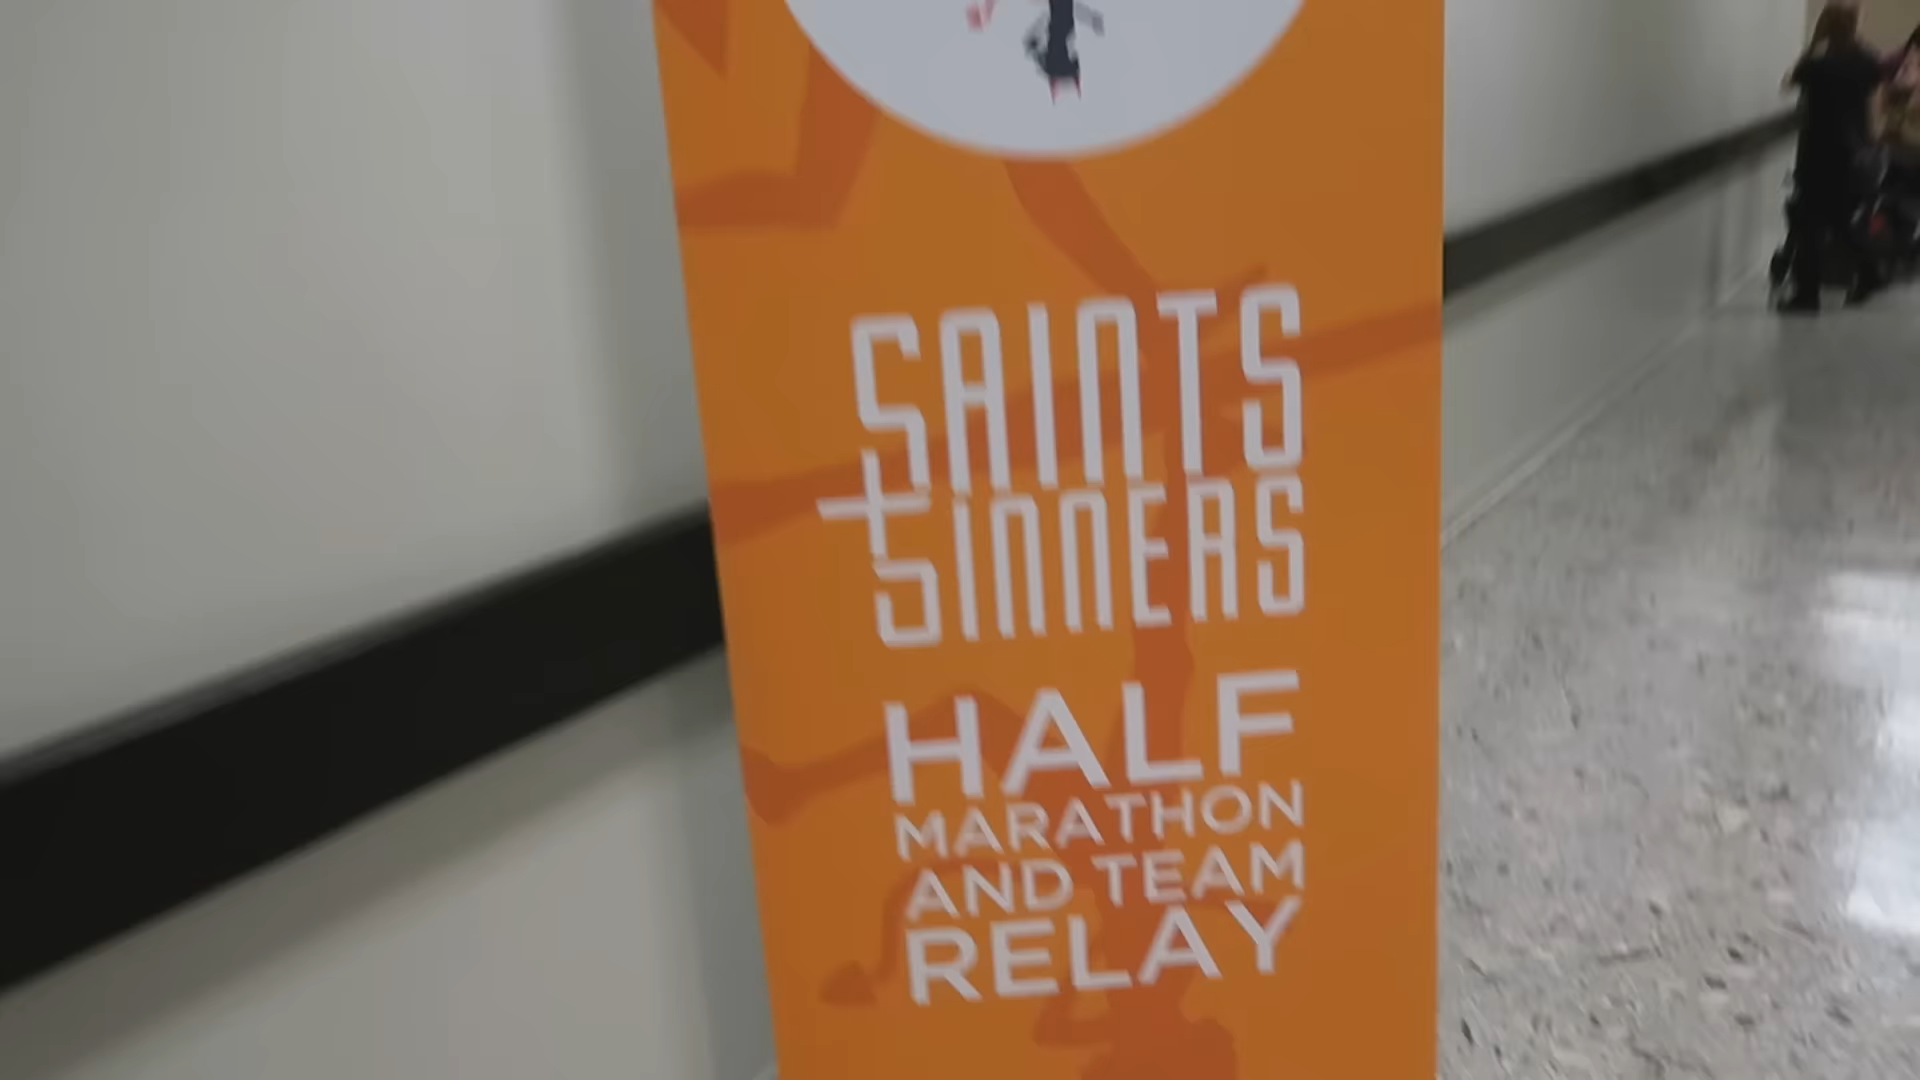 SAINTS
+SINNERS
HALF
MARATHON
AND TEAM
RELAY